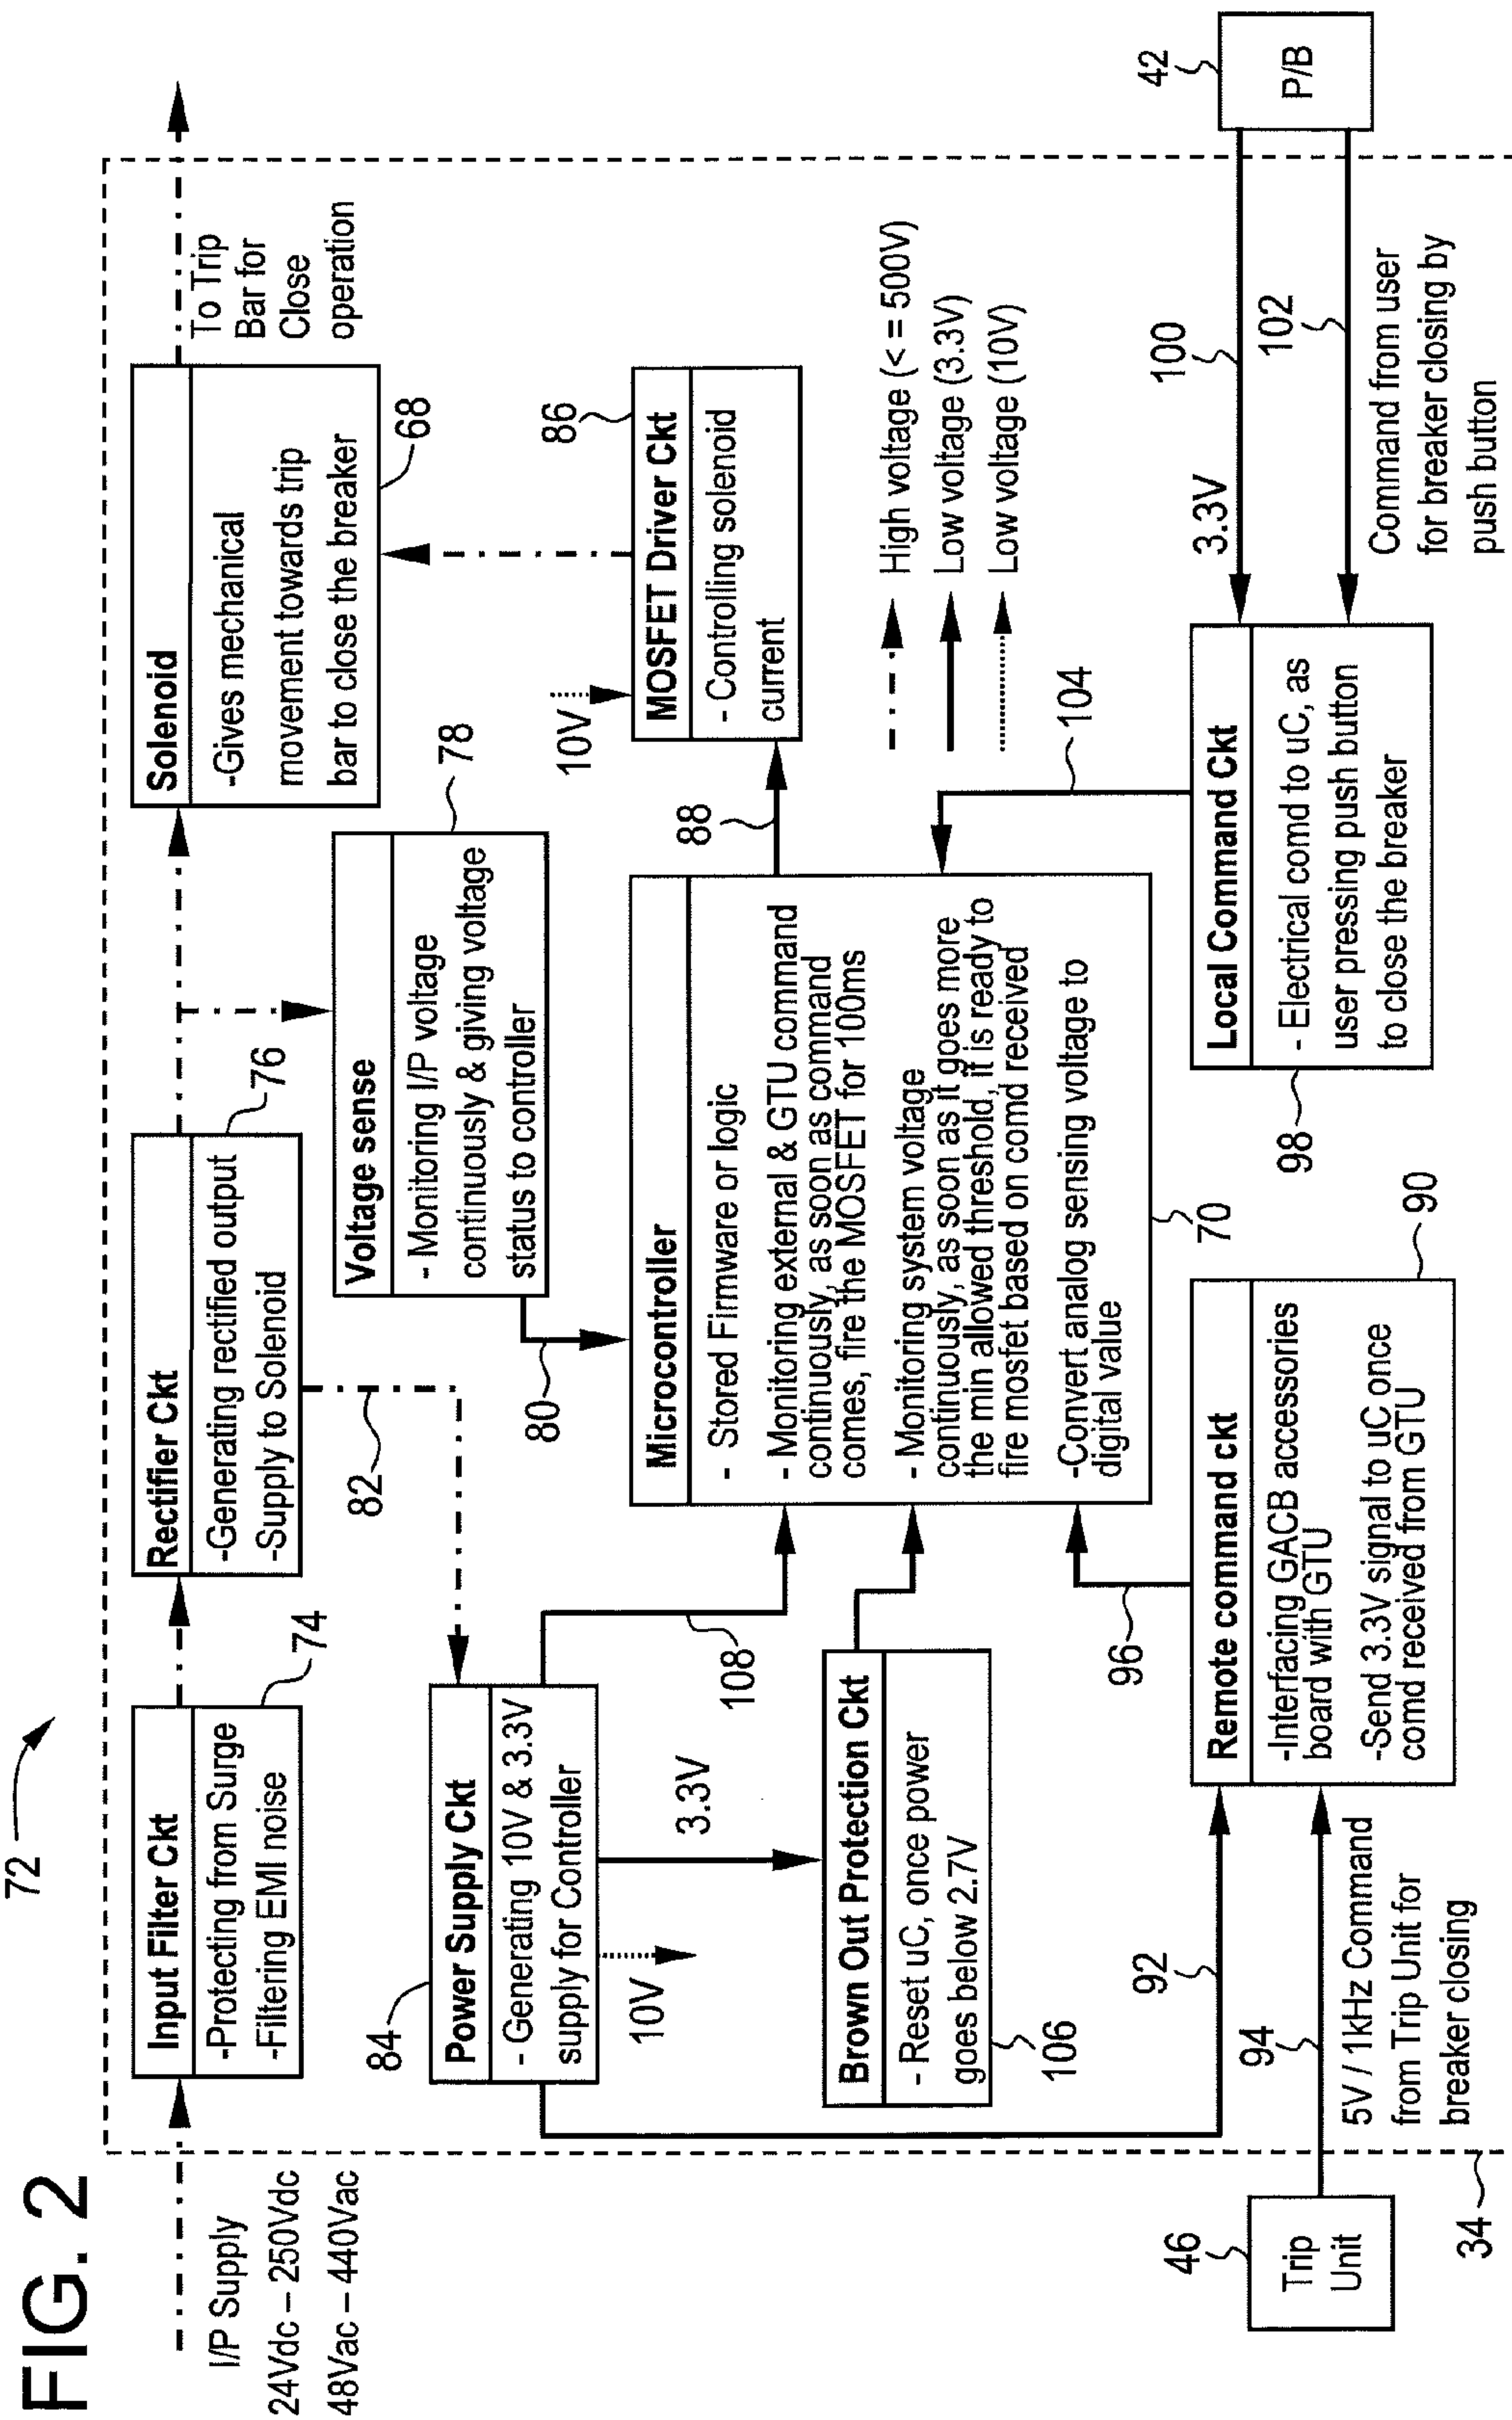 FIG. 2
72
I/P Supply
24Vdc – 250Vdc
48Vac – 440Vac
Input Filter Ckt
-Protecting from Surge
-Filtering EMI noise
74
Rectifier Ckt
-Generating rectified output
-Supply to Solenoid
76
Solenoid
-Gives mechanical
movement towards trip
bar to close the breaker
68
To Trip
Bar for
Close
operation
82
Voltage sense
- Monitoring I/P voltage
continuously & giving voltage
status to controller
78
80
84
Power Supply Ckt
- Generating 10V & 3.3V
supply for Controller
10V
3.3V
108
10V
MOSFET Driver Ckt
- Controlling solenoid
current
86
88
Microcontroller
- Stored Firmware or logic
- Monitoring external & GTU command
continuously, as soon as command
comes, fire the MOSFET for 100ms
- Monitoring system voltage
continuously, as soon as it goes more
the min allowed threshold, it is ready to
fire mosfet based on comd received
-Convert analog sensing voltage to
digital value
70
High voltage (< = 500V)
Low voltage (3.3V)
Low voltage (10V)
Brown Out Protection Ckt
- Reset uC, once power
goes below 2.7V
106
92
96
104
Remote command ckt
-Interfacing GACB accessories
board with GTU
-Send 3.3V signal to uC once
comd received from GTU
90
Local Command Ckt
- Electrical comd to uC, as
user pressing push button
to close the breaker
98
3.3V
100
102
Command from user
for breaker closing by
push button
42
P/B
46
Trip
Unit
94
5V / 1kHz Command
from Trip Unit for
breaker closing
34